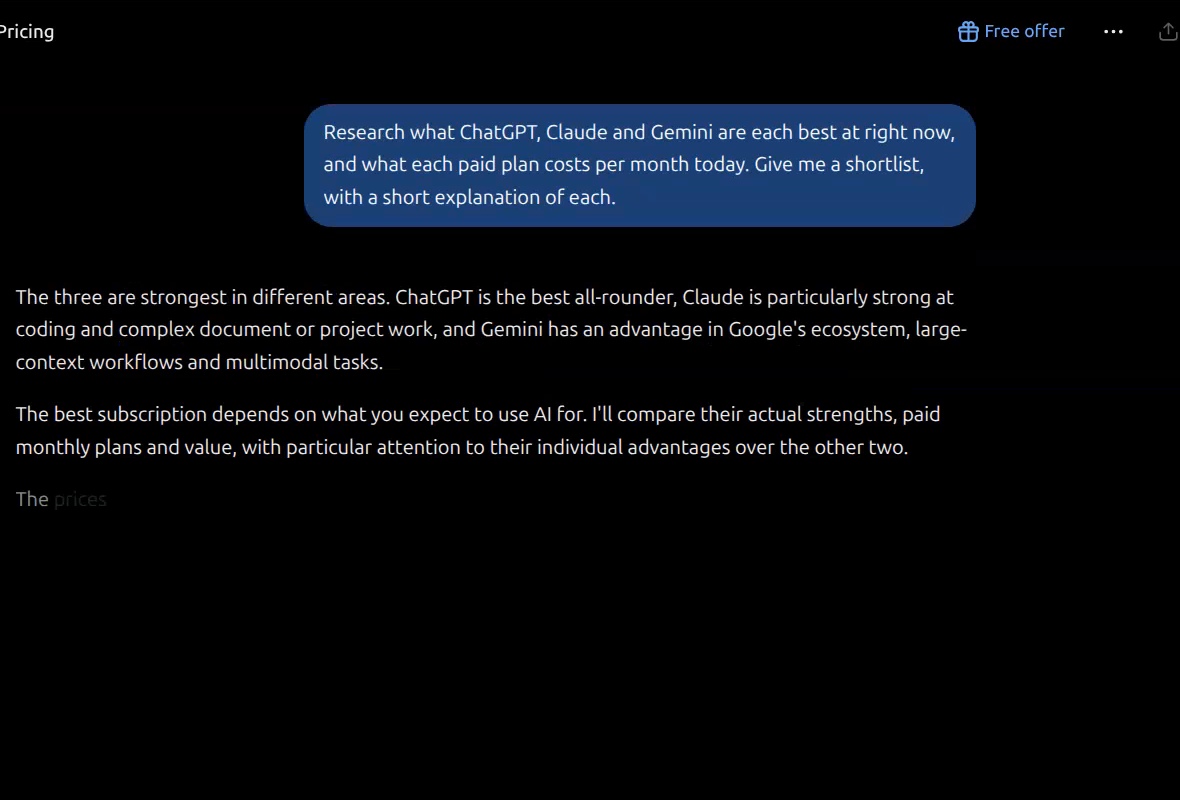 Pricing
Free offer
Research what ChatGPT, Claude and Gemini are each best at right now,
and what each paid plan costs per month today. Give me a shortlist,
with a short explanation of each.
The three are strongest in different areas. ChatGPT is the best all-rounder, Claude is particularly strong at
coding and complex document or project work, and Gemini has an advantage in Google's ecosystem, large-
context workflows and multimodal tasks.
The best subscription depends on what you expect to use AI for. I'll compare their actual strengths, paid
monthly plans and value, with particular attention to their individual advantages over the other two.
The prices